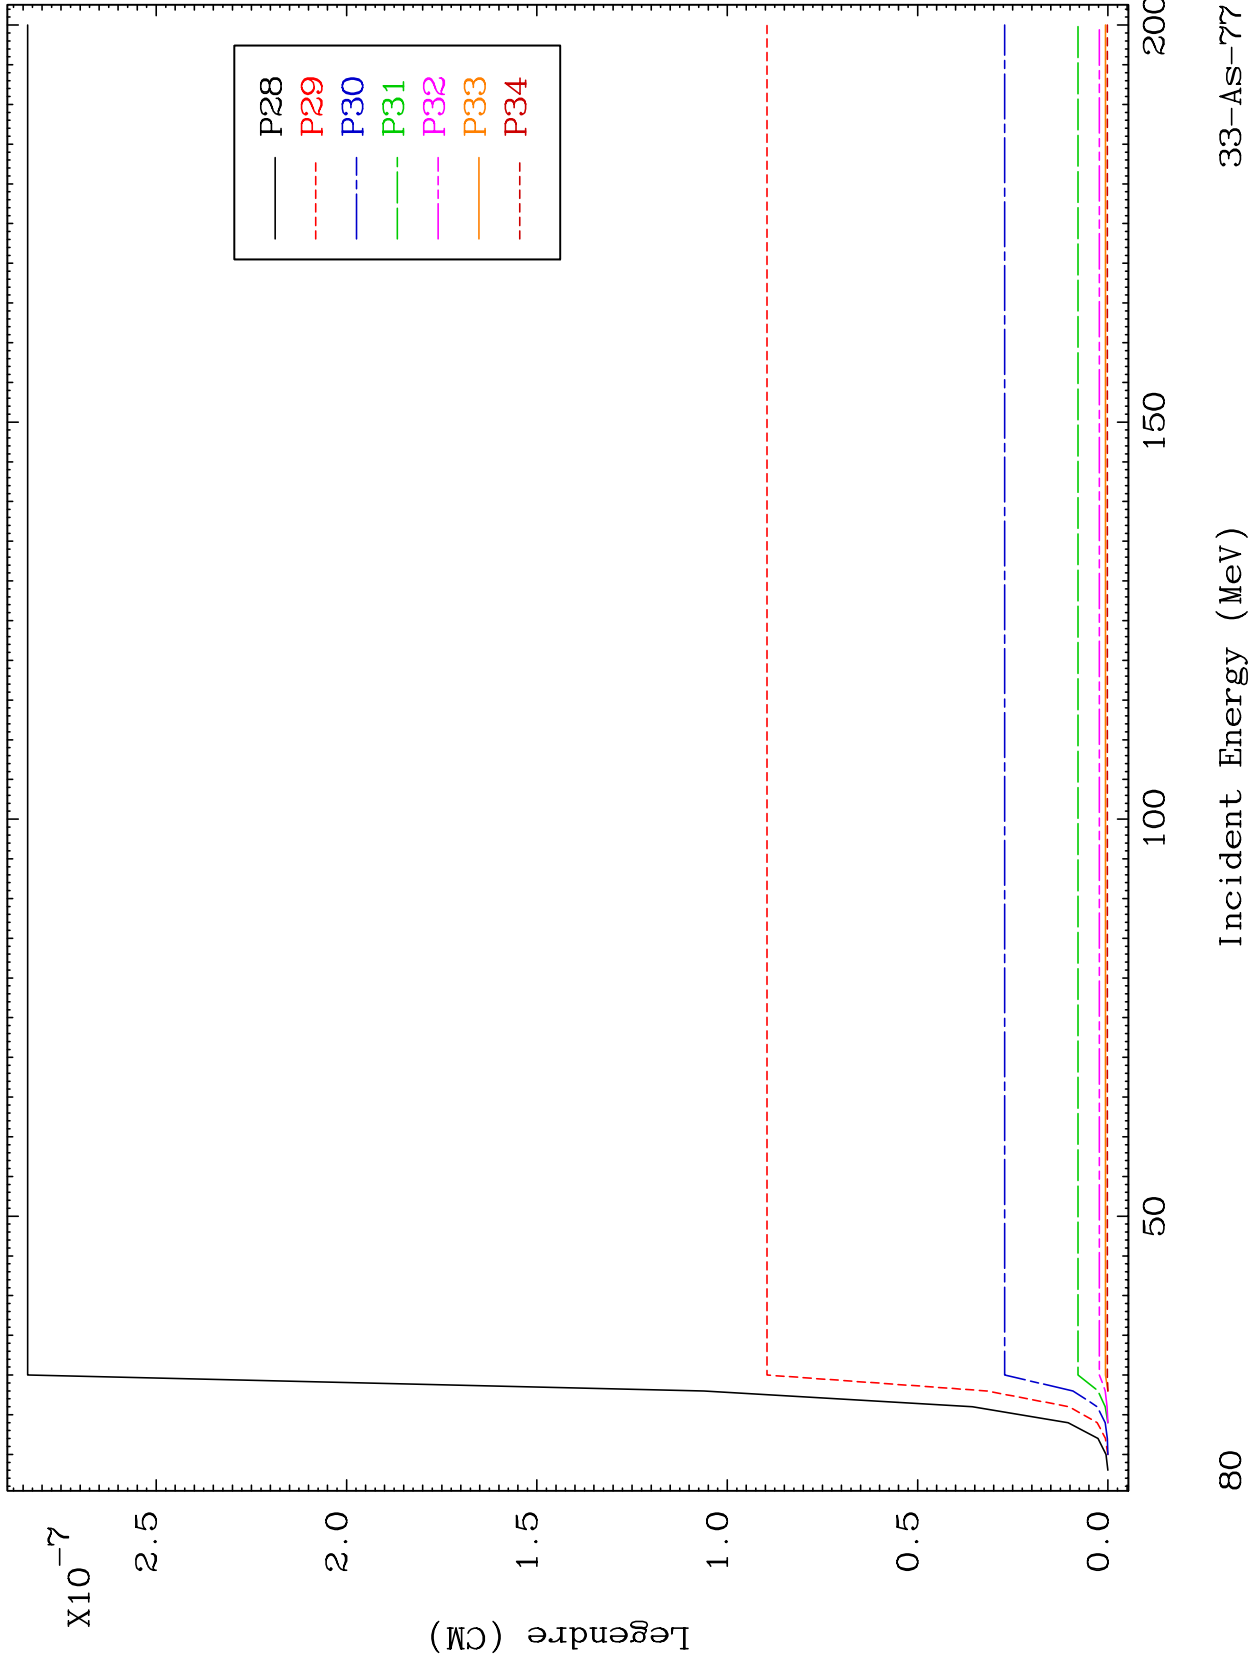 X10-7
2.5
2.0
1.5
1.0
0.5
0.0
Legendre (CM)
P28
P29
P30
P31
P32
P33
P34
50
100
150
200
Incident Energy (MeV)
80
33-As-77